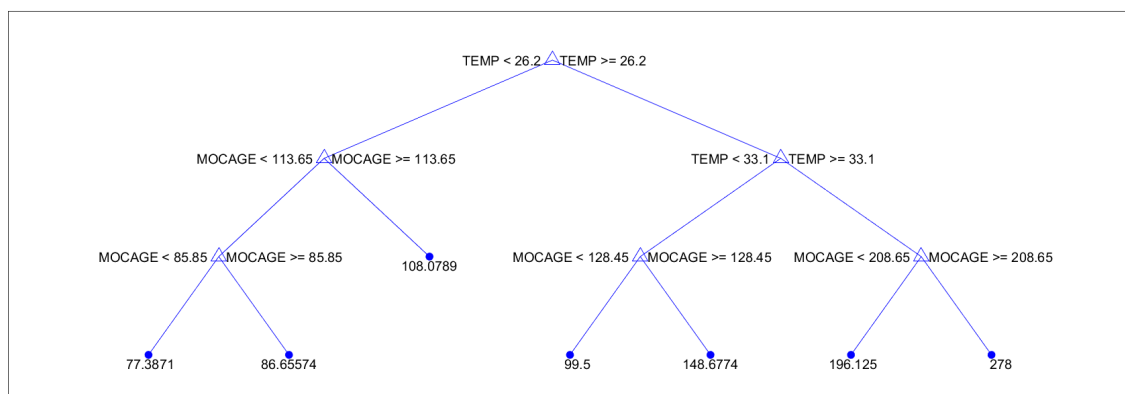 TEMP < 26.2 TEMP >= 26.2
MOCAGE < 113.65 MOCAGE >= 113.65 TEMP < 33.1 TEMP >= 33.1
MOCAGE < 85.85 MOCAGE >= 85.85 108.0789 MOCAGE < 128.45 MOCAGE >= 128.45 MOCAGE < 208.65 MOCAGE >= 208.65
77.3871 86.65574 99.5 148.6774 196.125 278